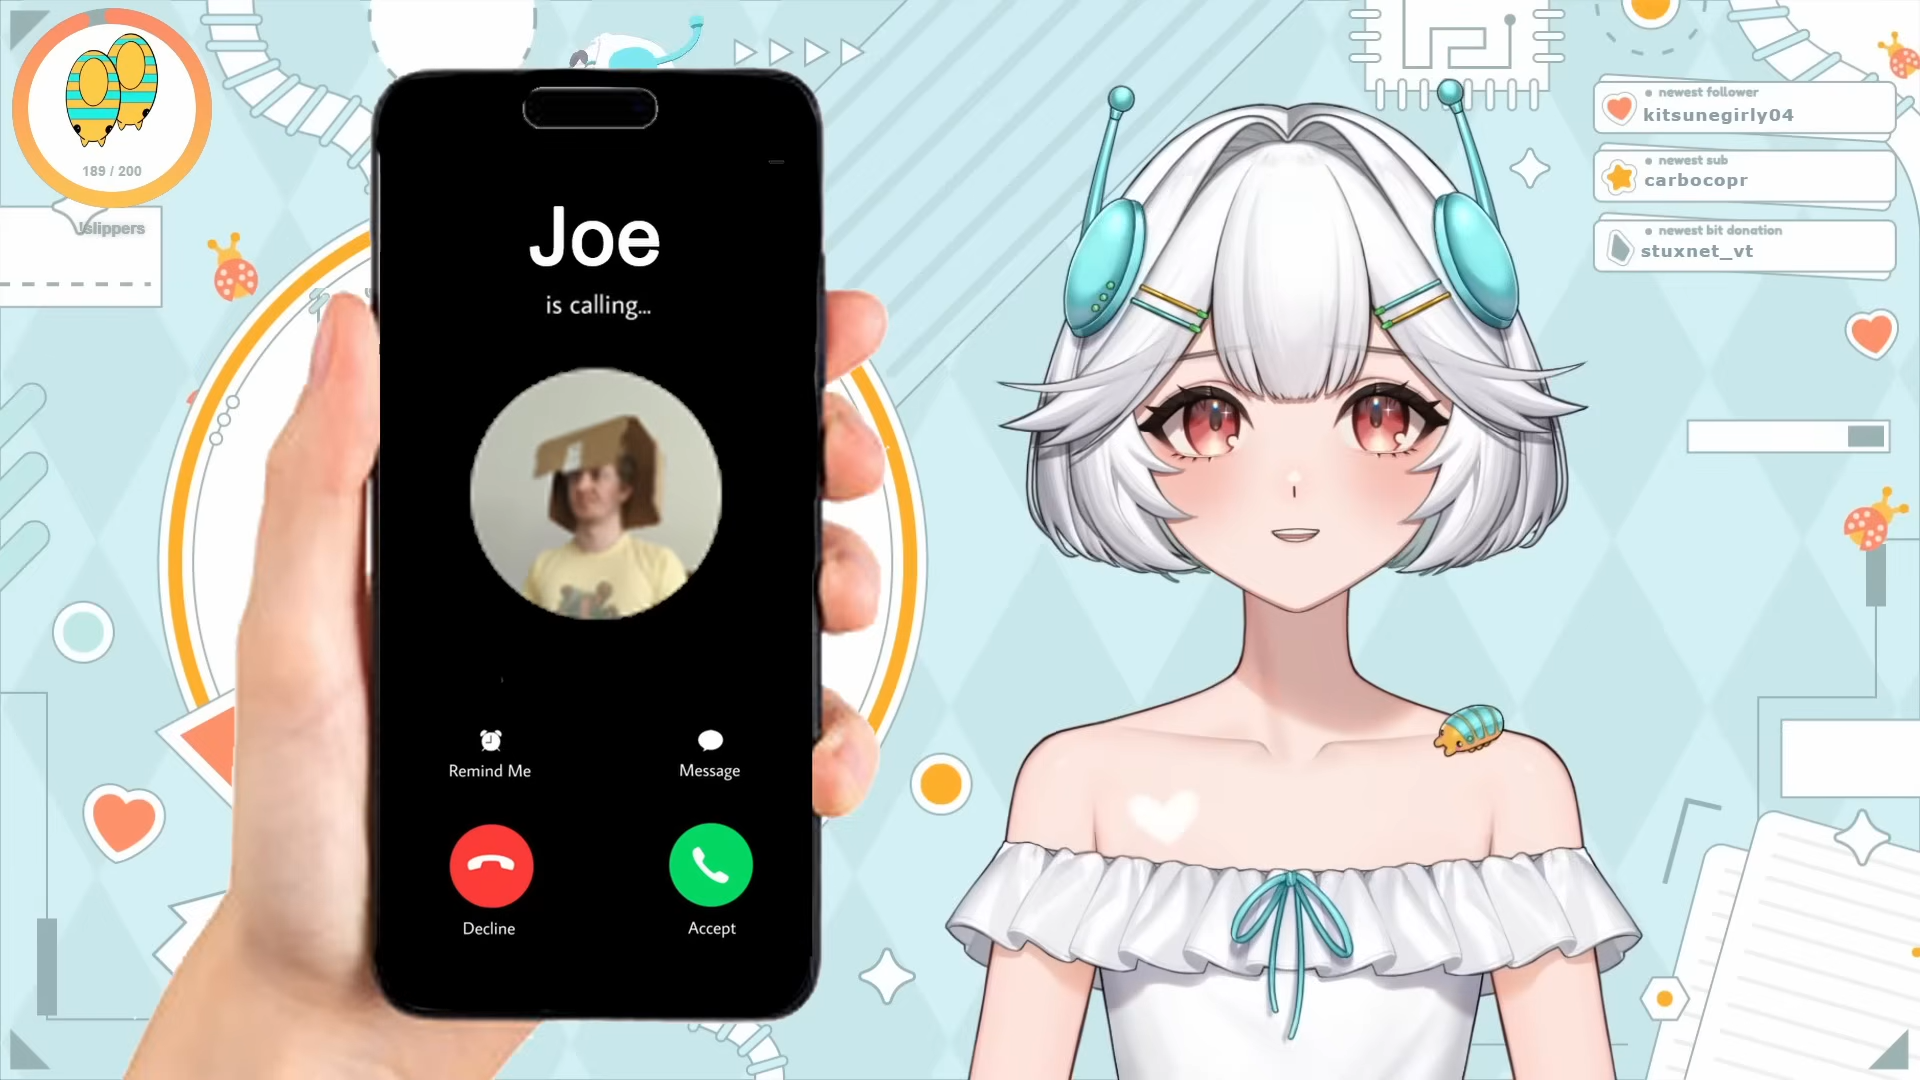 189 / 200
!slippers
Joe
is calling...
Remind Me
Message
Decline
Accept
newest follower
kitsunegirly04
newest sub
carbocopr
newest bit donation
stuxnet_vt